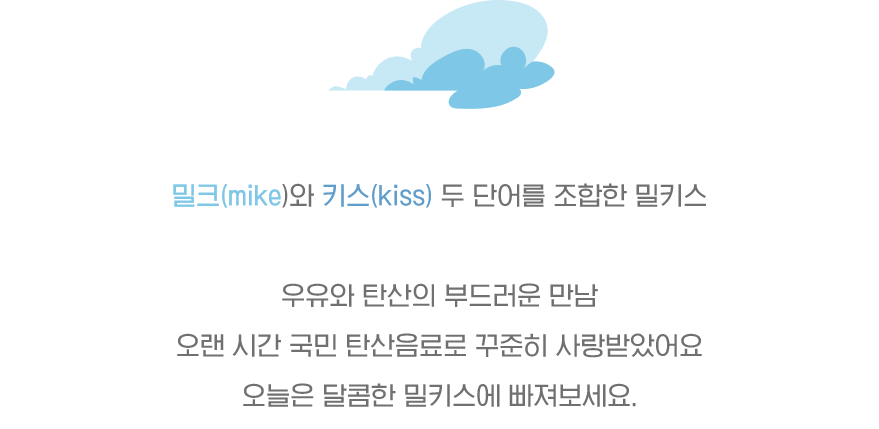 밀크(mike)와 키스(kiss) 두 단어를 조합한 밀키스
우유와 탄산의 부드러운 만남
오랜 시간 국민 탄산음료로 꾸준히 사랑받았어요
오늘은 달콤한 밀키스에 빠져보세요.